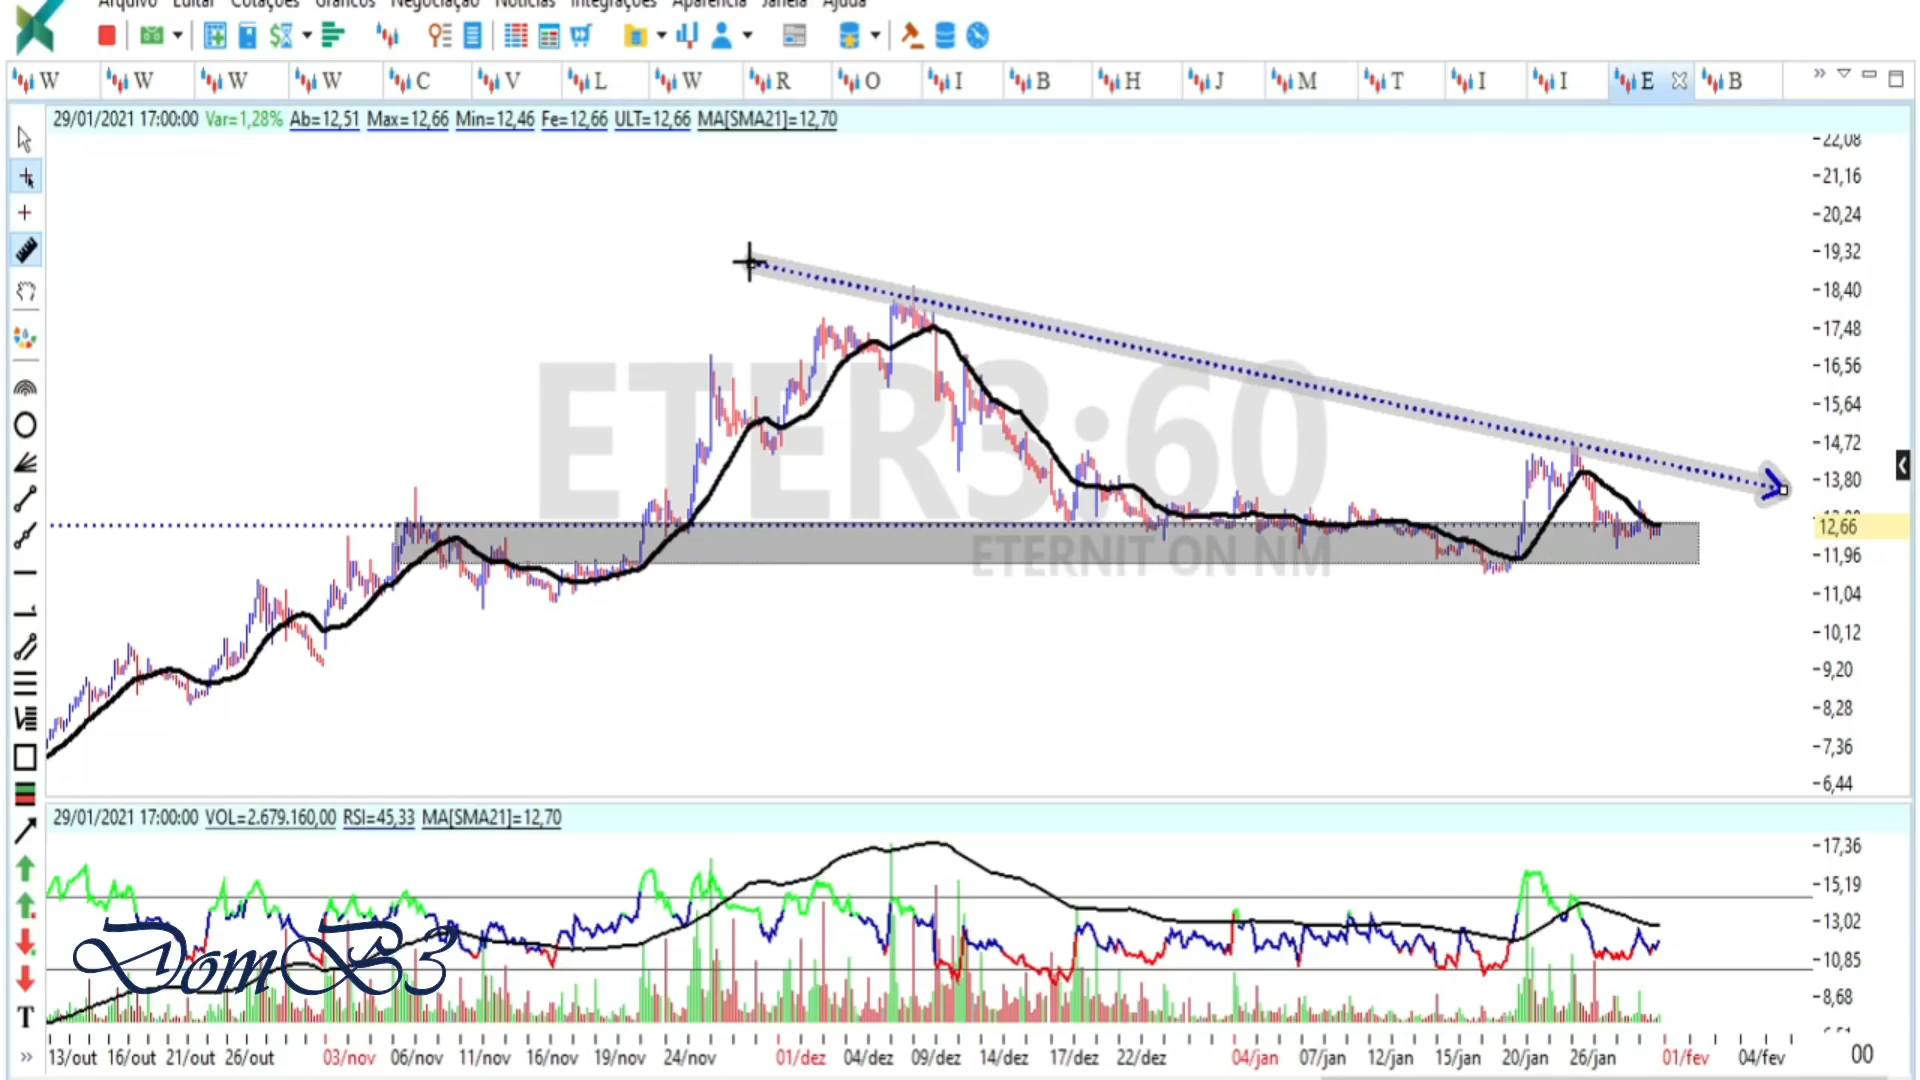 Arquivo Editar Cotações Gráficos Negociação Notícias Integrações Aparência Janela Ajuda
W W W W C V L W R O I B H J M T I I E B
29/01/2021 17:00:00 Var=1,28% Ab=12,51 Max=12,66 Min=12,46 Fe=12,66 ULT=12,66 MA[SMA21]=12,70
22,08
21,16
20,24
19,32
18,40
17,48
16,56
15,64
14,72
13,80
12,66
11,96
11,04
10,12
9,20
8,28
7,36
6,44
ETER3:60
ETERNIT ON NM
29/01/2021 17:00:00 VOL=2.679.160,00 RSI=45,33 MA[SMA21]=12,70
17,36
15,19
13,02
10,85
8,68
DomB3
T
13/out 16/out 21/out 26/out 03/nov 06/nov 11/nov 16/nov 19/nov 24/nov 01/dez 04/dez 09/dez 14/dez 17/dez 22/dez 04/jan 07/jan 12/jan 15/jan 20/jan 26/jan 01/fev 04/fev 00